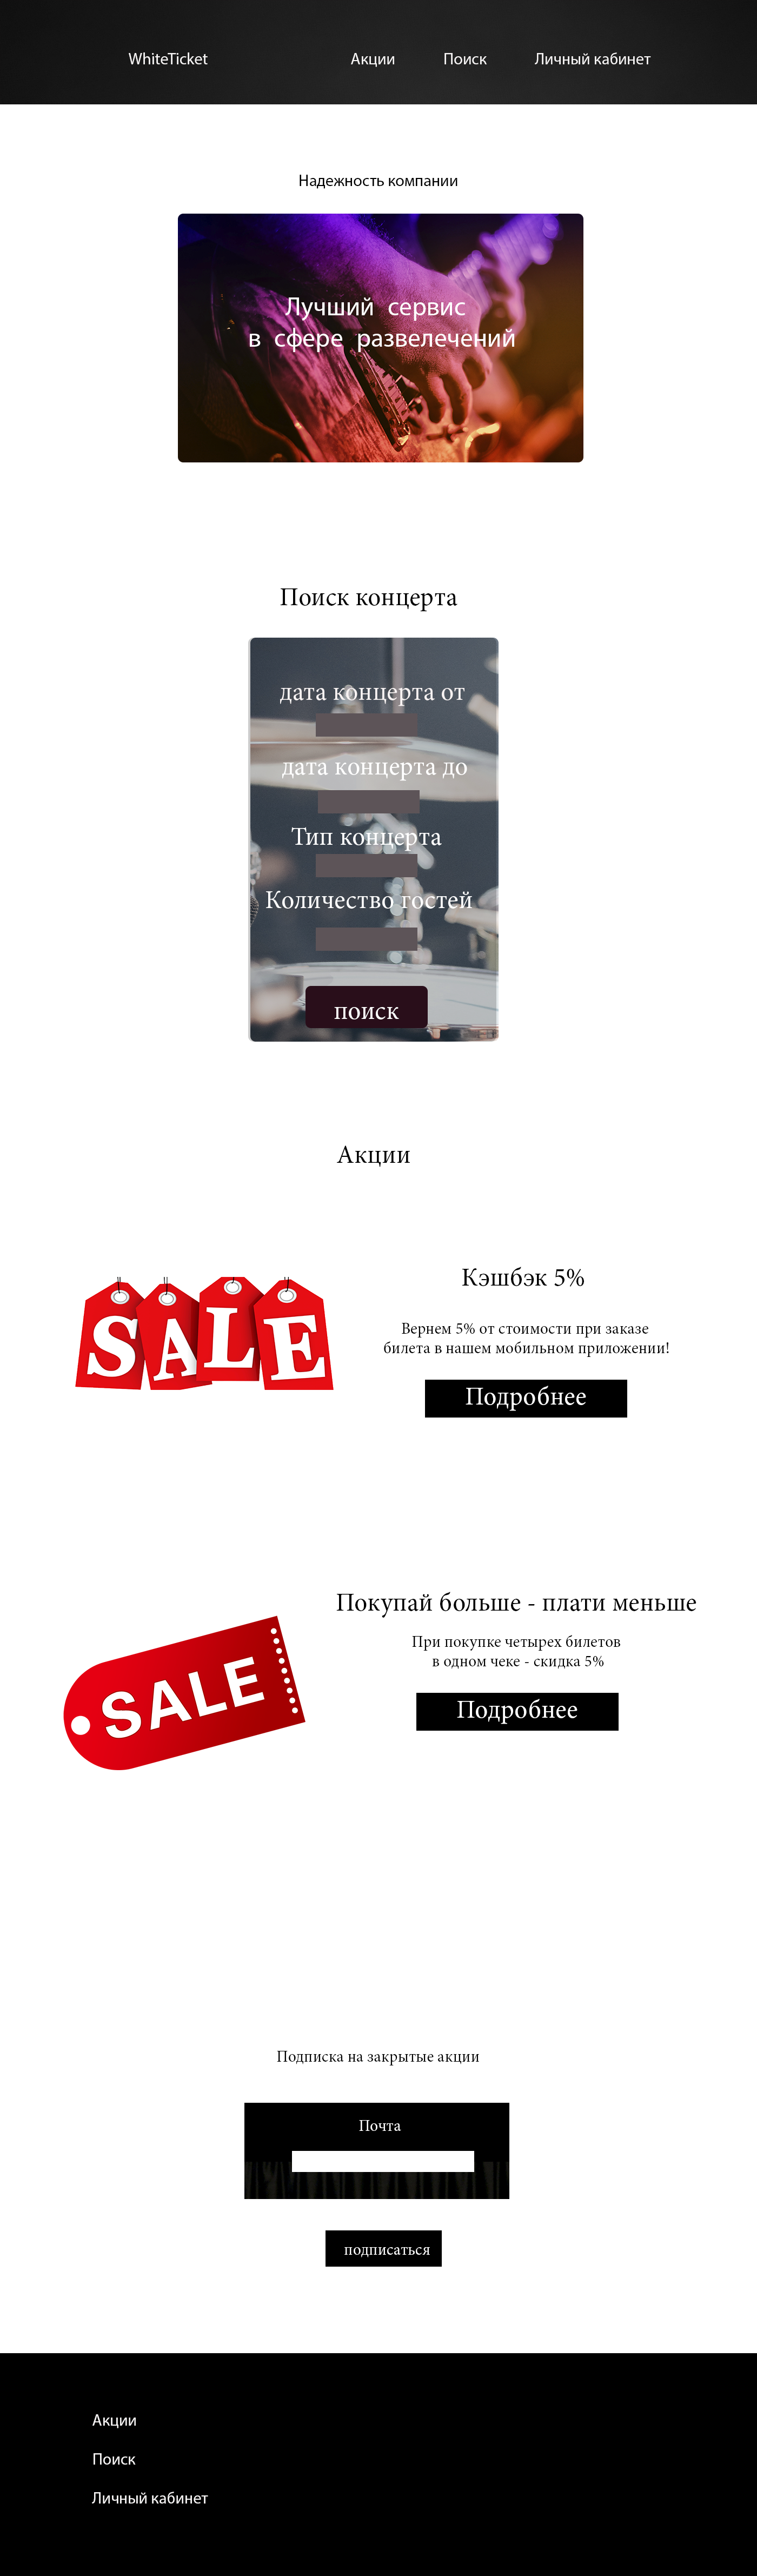 WhiteTicket Акции Поиск Личный кабинет
Надежность компании
Лучший сервис
в сфере развелечений
Поиск концерта
дата концерта от
дата концерта до
Тип концерта
Количество гостей
поиск
Акции
SALE
Кэшбэк 5%
Вернем 5% от стоимости при заказе
билета в нашем мобильном приложении!
Подробнее
SALE
Покупай больше - плати меньше
При покупке четырех билетов
в одном чеке - скидка 5%
Подробнее
Подписка на закрытые акции
Почта
подписаться
Акции
Поиск
Личный кабинет